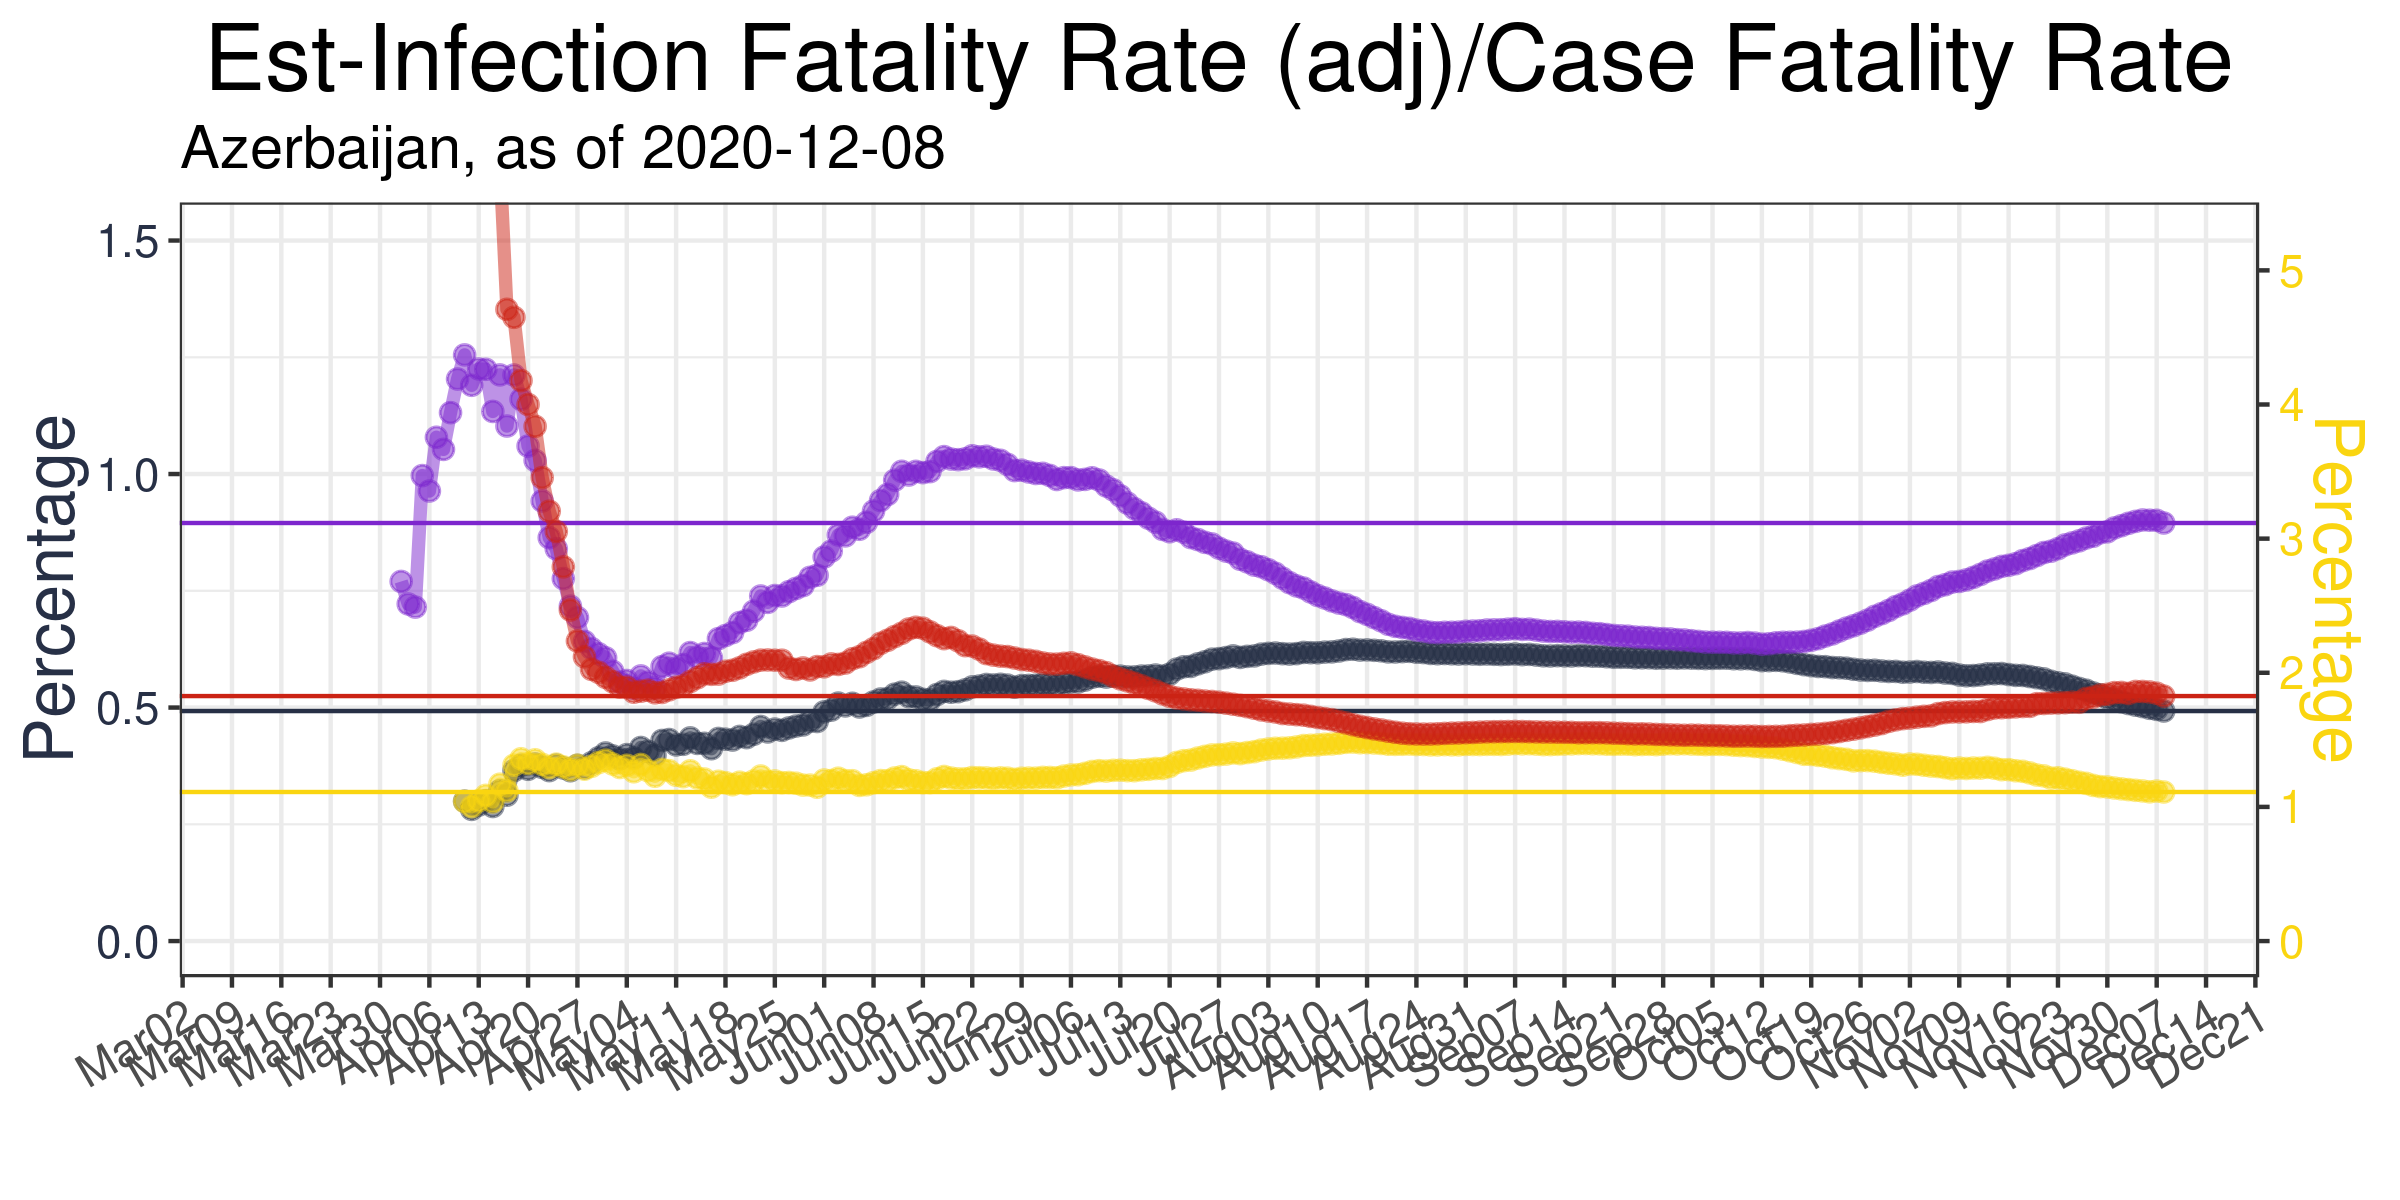 Est-Infection Fatality Rate (adj)/Case Fatality Rate
Azerbaijan, as of 2020-12-08
Percentage
1.5
1.0
0.5
0.0
5
4
3
2
1
0
Percentage
Mar02
Mar09
Mar16
Mar23
Mar30
Apr06
Apr13
Apr20
Apr27
May04
May11
May18
May25
Jun01
Jun08
Jun15
Jun22
Jun29
Jul06
Jul13
Jul20
Jul27
Aug03
Aug10
Aug17
Aug24
Aug31
Sep07
Sep14
Sep21
Sep28
Oct05
Oct12
Oct19
Oct26
Nov02
Nov09
Nov16
Nov23
Nov30
Dec07
Dec14
Dec21